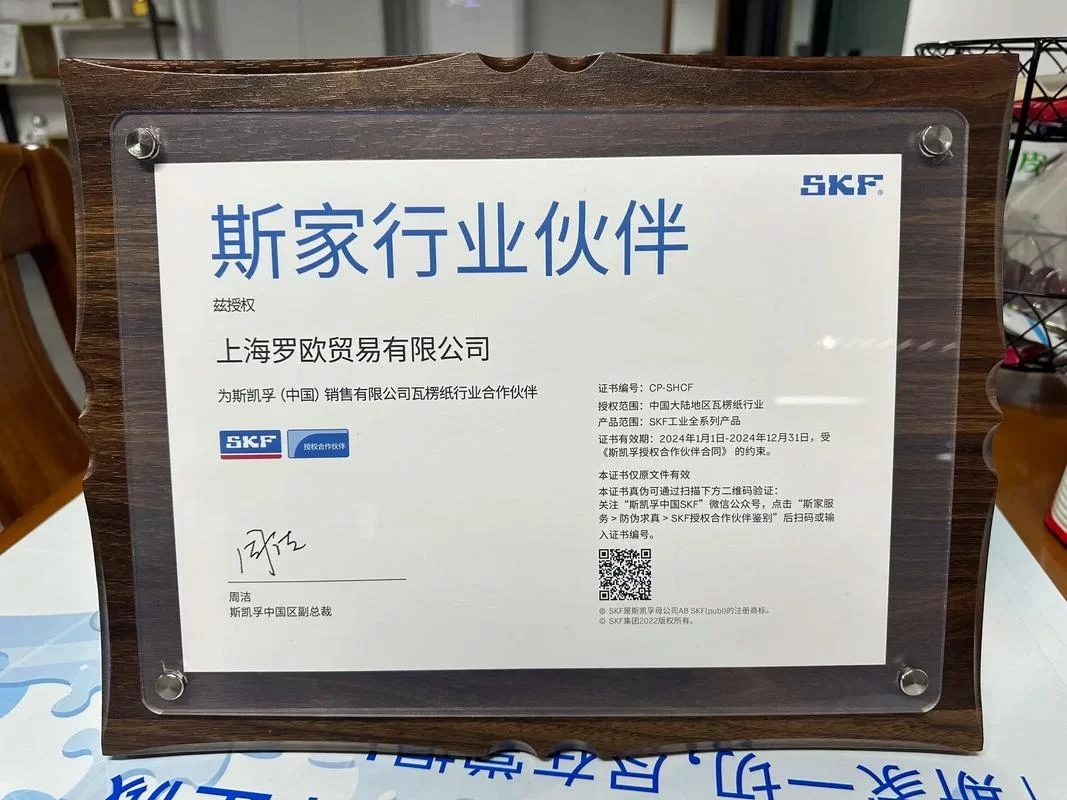 SKF®
斯家行业伙伴
兹授权
上海罗欧贸易有限公司
为斯凯孚（中国）销售有限公司瓦楞纸行业合作伙伴
SKF 授权合作伙伴
周洁
周洁
斯凯孚中国区副总裁
证书编号：CP-SHCF
授权范围：中国大陆地区瓦楞纸行业
产品范围：SKF工业全系列产品
证书有效期：2024年1月1日-2024年12月31日，受
《斯凯孚授权合作伙伴合同》的约束。
本证书仅原文件有效
本证书真伪可通过扫描下方二维码验证：
关注“斯凯孚中国SKF”微信公众号，点击“斯家服
务 > 防伪求真 > SKF授权合作伙伴鉴别”后扫码或输
入证书编号。
® SKF是斯凯孚母公司AB SKF(publ)的注册商标。
© SKF集团2022版权所有。
皮
斯家一切，尽在掌握！